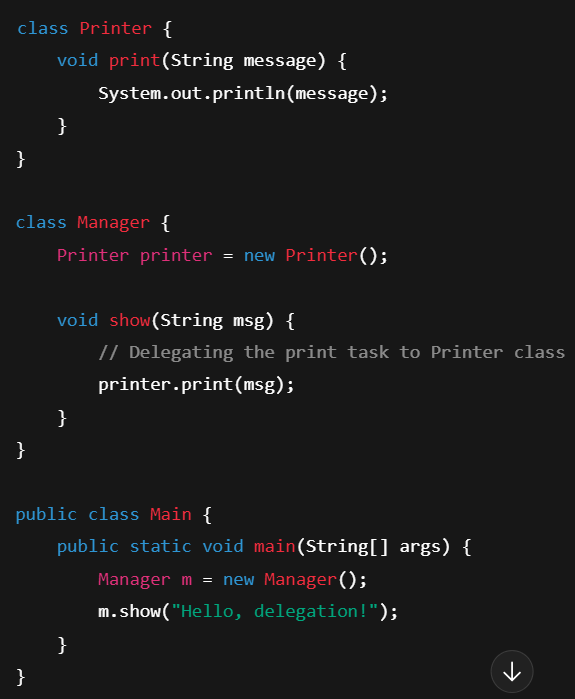 class Printer {
    void print(String message) {
        System.out.println(message);
    }
}

class Manager {
    Printer printer = new Printer();

    void show(String msg) {
        // Delegating the print task to Printer class
        printer.print(msg);
    }
}

public class Main {
    public static void main(String[] args) {
        Manager m = new Manager();
        m.show("Hello, delegation!");
    }
}